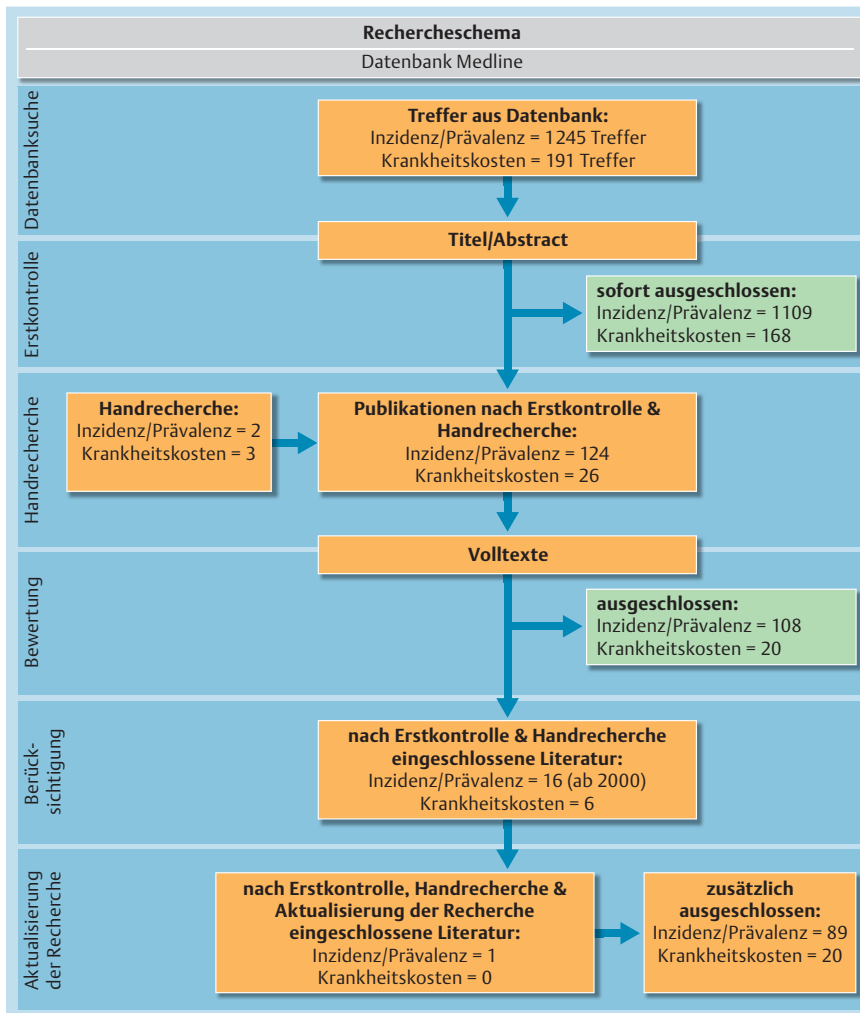 Rechercheschema
Datenbank Medline
Datenbanksuche
Treffer aus Datenbank:
Inzidenz/Prävalenz = 1245 Treffer
Krankheitskosten = 191 Treffer
Titel/Abstract
Erstkontrolle
sofort ausgeschlossen:
Inzidenz/Prävalenz = 1109
Krankheitskosten = 168
Handrecherche
Handrecherche:
Inzidenz/Prävalenz = 2
Krankheitskosten = 3
Publikationen nach Erstkontrolle &
Handrecherche:
Inzidenz/Prävalenz = 124
Krankheitskosten = 26
Volltexte
Bewertung
ausgeschlossen:
Inzidenz/Prävalenz = 108
Krankheitskosten = 20
Berück-
sichtigung
nach Erstkontrolle & Handrecherche
eingeschlossene Literatur:
Inzidenz/Prävalenz = 16 (ab 2000)
Krankheitskosten = 6
Aktualisierung
der Recherche
nach Erstkontrolle, Handrecherche &
Aktualisierung der Recherche
eingeschlossene Literatur:
Inzidenz/Prävalenz = 1
Krankheitskosten = 0
zusätzlich
ausgeschlossen:
Inzidenz/Prävalenz = 89
Krankheitskosten = 20